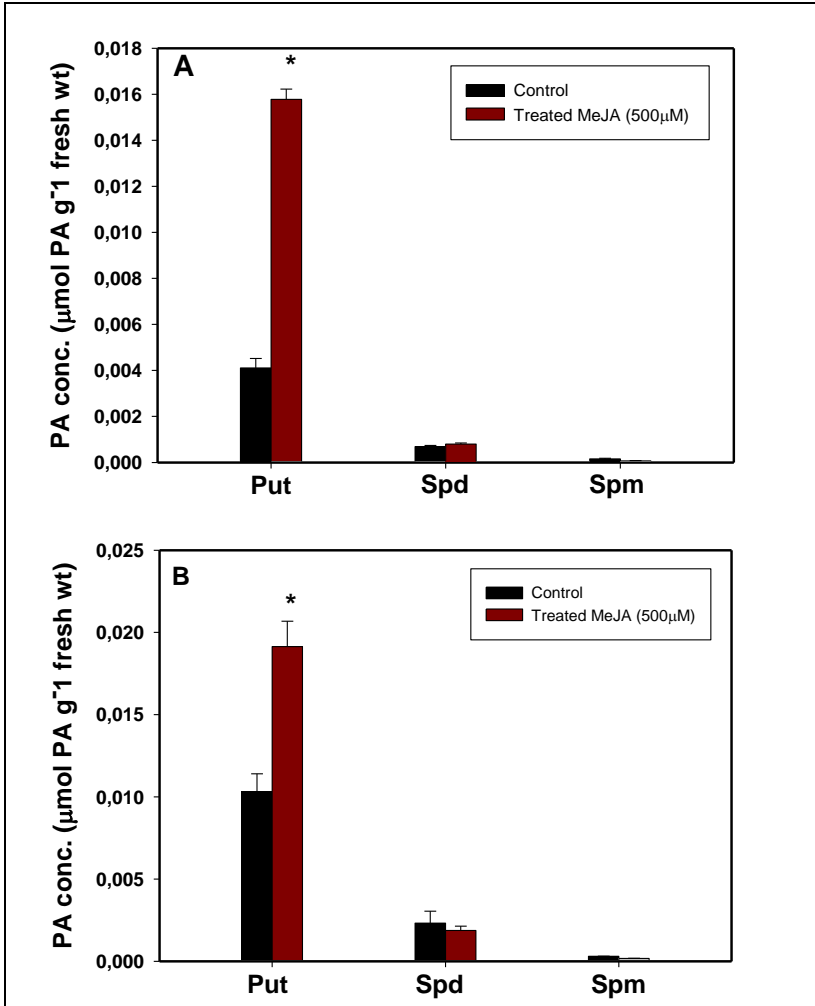 A
*
Control
Treated MeJA (500μM)
PA conc. (μmol PA g-1 fresh wt)
0,018
0,016
0,014
0,012
0,010
0,008
0,006
0,004
0,002
0,000
Put Spd Spm
B
*
Control
Treated MeJA (500μM)
PA conc. (μmol PA g-1 fresh wt)
0,025
0,020
0,015
0,010
0,005
0,000
Put Spd Spm